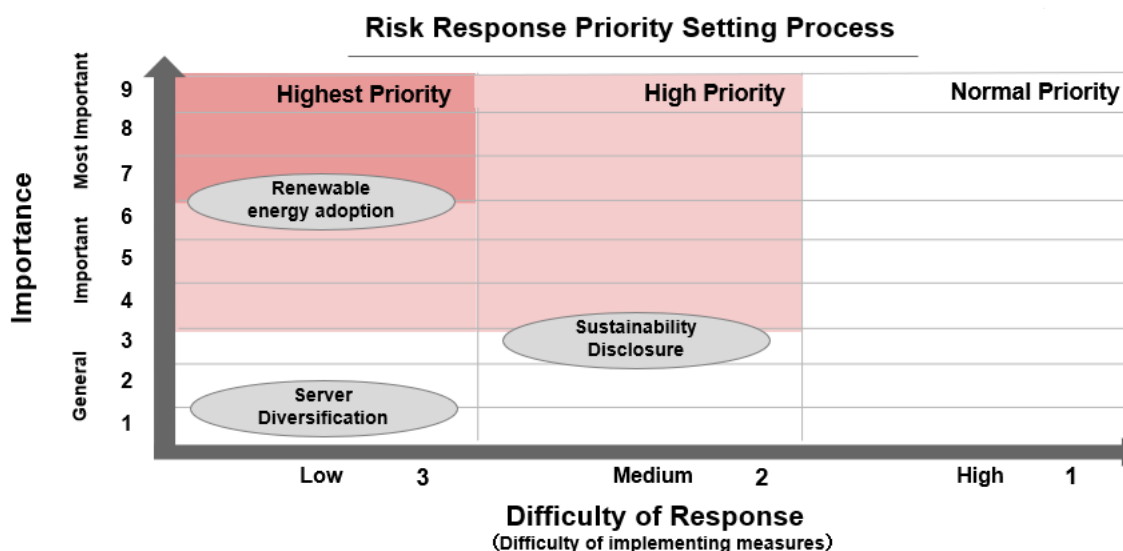 Risk Response Priority Setting Process
Importance
Most Important
Important
General
9
8
7
6
5
4
3
2
1
Highest Priority
High Priority
Normal Priority
Renewable
energy adoption
Sustainability
Disclosure
Server
Diversification
Low 3
Medium 2
High 1
Difficulty of Response
(Difficulty of implementing measures)